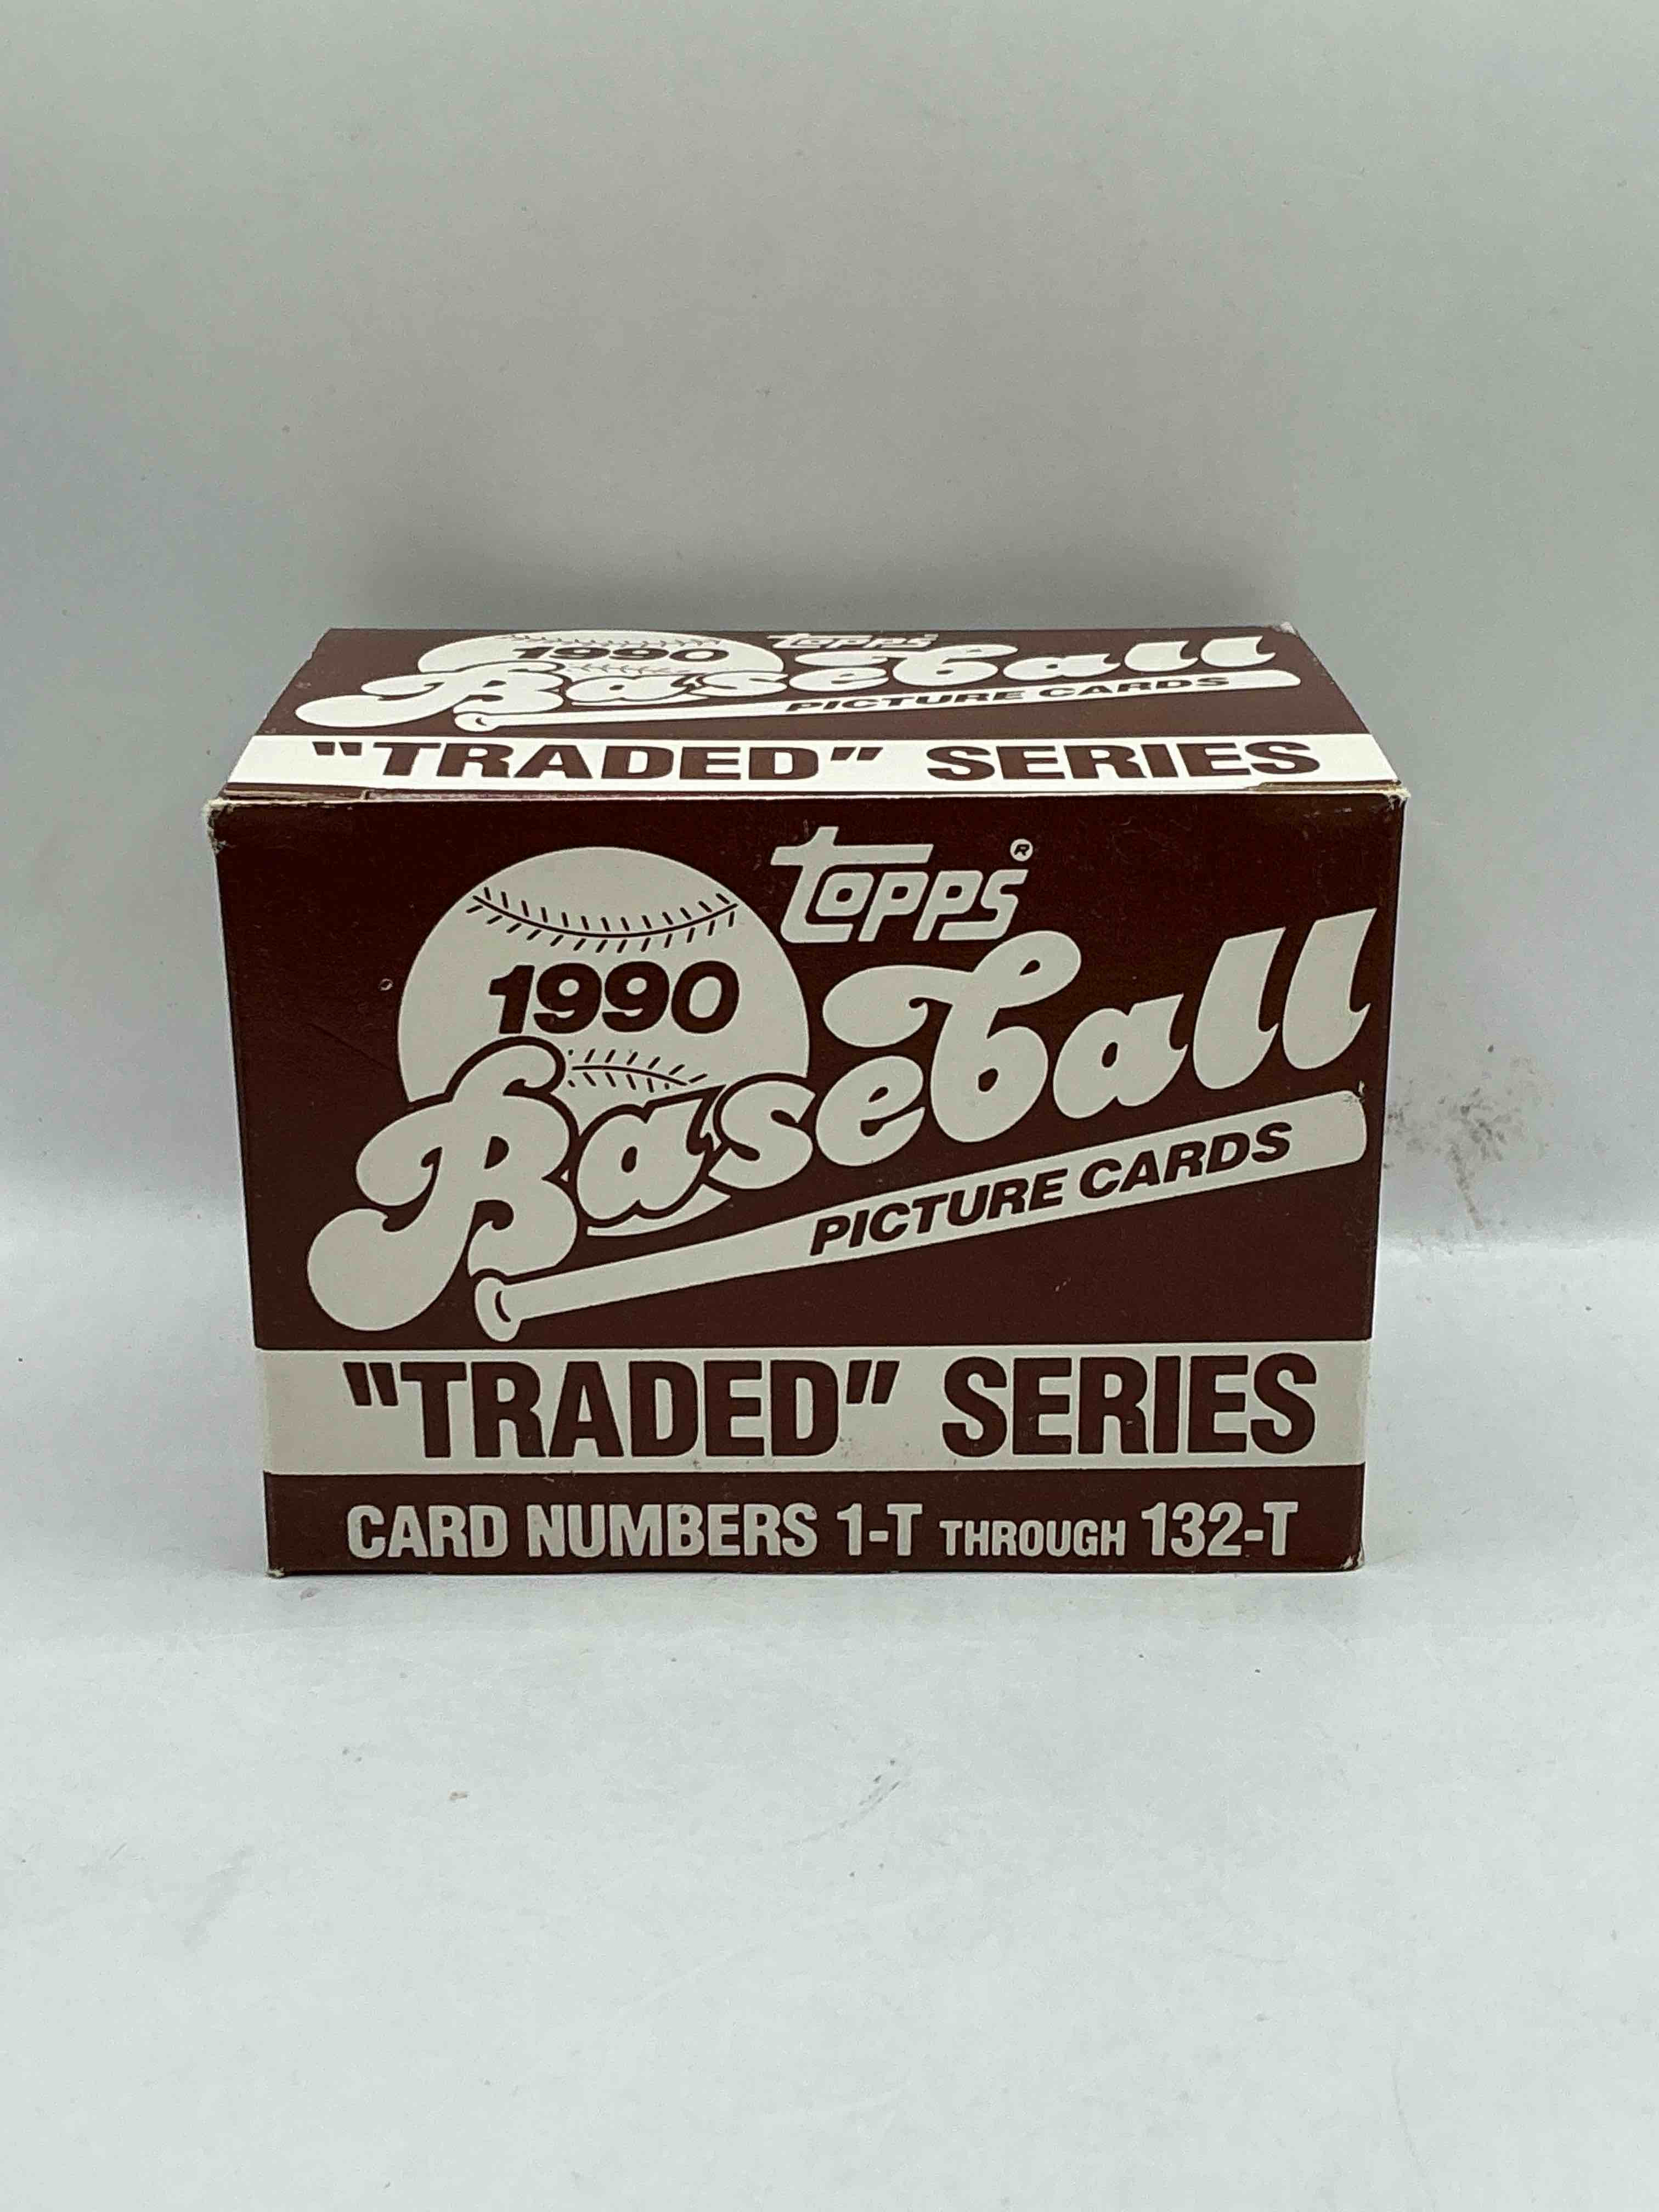 1990
Topps
Baseball
PICTURE CARDS
"TRADED" SERIES
Topps®
1990
Baseball
PICTURE CARDS
"TRADED" SERIES
CARD NUMBERS 1-T THROUGH 132-T